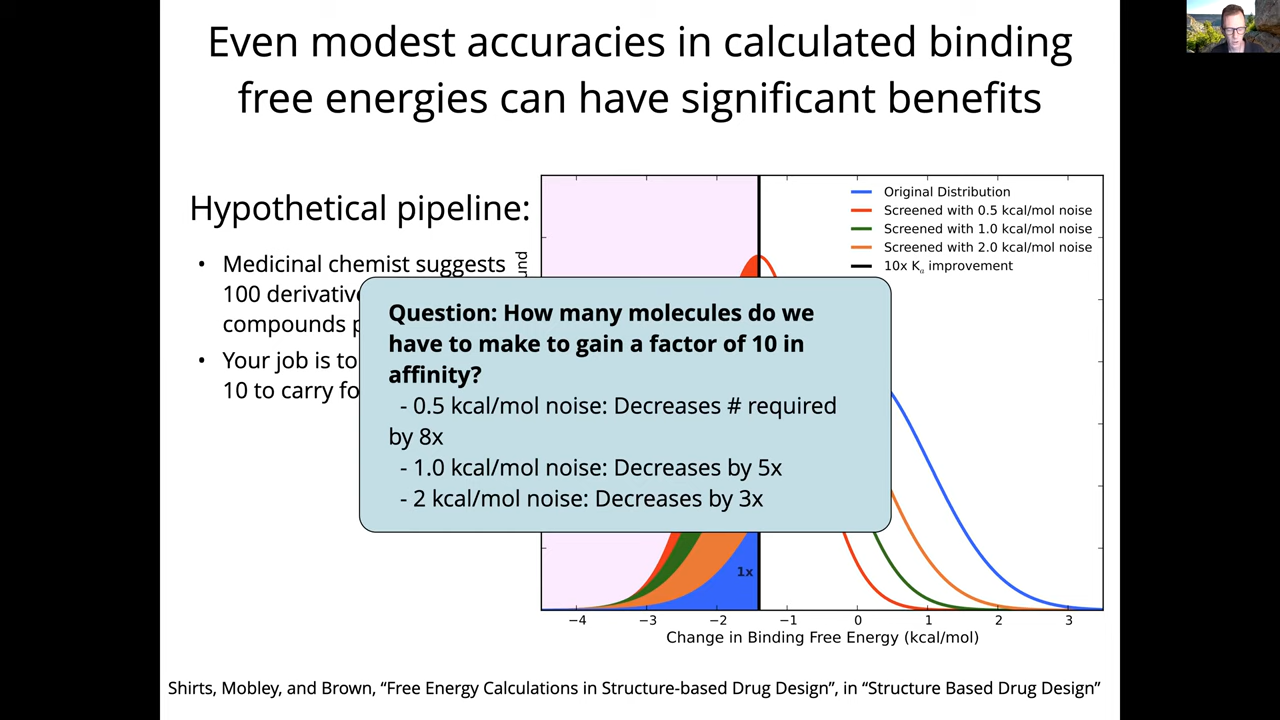 Even modest accuracies in calculated binding
free energies can have significant benefits
Hypothetical pipeline:
• Medicinal chemist suggests
100
compounds
• Your job is to
10 to carry
Original Distribution
Screened with 0.5 kcal/mol noise
Screened with 1.0 kcal/mol noise
Screened with 2.0 kcal/mol noise
10x Kₐ improvement
Question: How many molecules do we
have to make to gain a factor of 10 in
affinity?
- 0.5 kcal/mol noise: Decreases # required
by 8x
- 1.0 kcal/mol noise: Decreases by 5x
- 2 kcal/mol noise: Decreases by 3x
1x
−4 −3 −2 −1 0 1 2 3
Change in Binding Free Energy (kcal/mol)
Shirts, Mobley, and Brown, “Free Energy Calculations in Structure-based Drug Design”, in “Structure Based Drug Design”